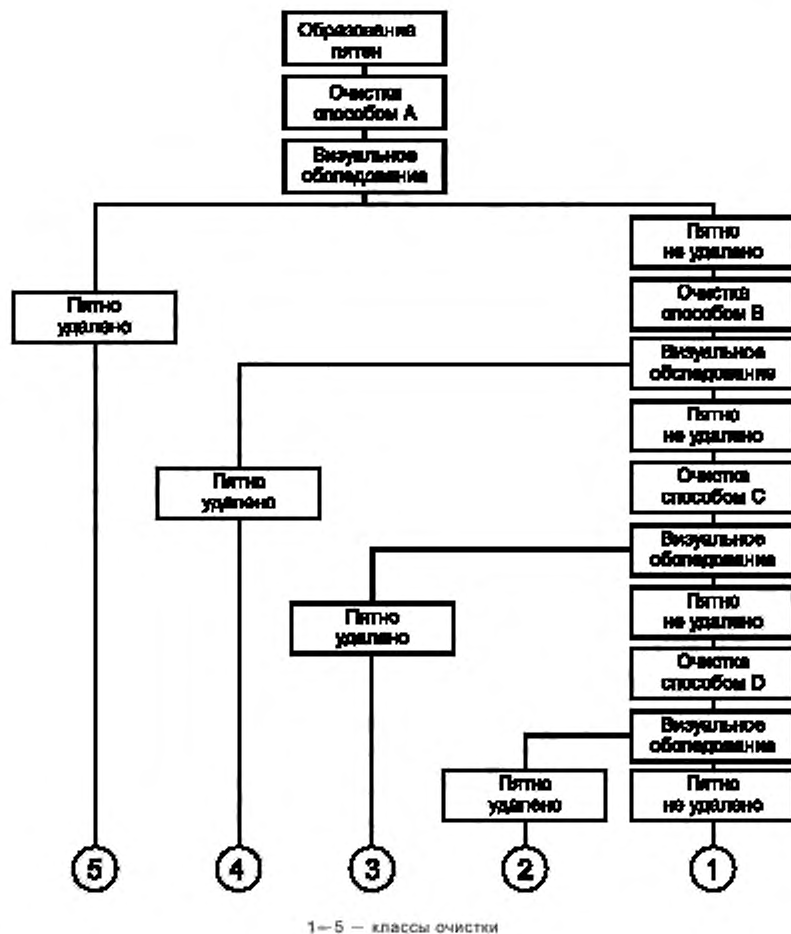 Образование
пятен
Очистка
способом А
Визуальное
обследование
Пятно
не удалено
Пятно
удалено
Очистка
способом В
Визуальное
обследование
Пятно
не удалено
Пятно
удалено
Очистка
способом С
Визуальное
обследование
Пятно
удалено
Пятно
не удалено
Очистка
способом D
Визуальное
обследование
Пятно
удалено
Пятно
не удалено
5 4 3 2 1
1—5 — классы очистки